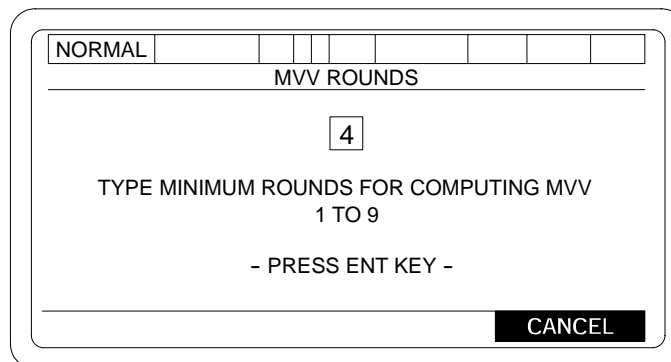 NORMAL
MVV ROUNDS
4
TYPE MINIMUM ROUNDS FOR COMPUTING MVV
1 TO 9
- PRESS ENT KEY -
CANCEL